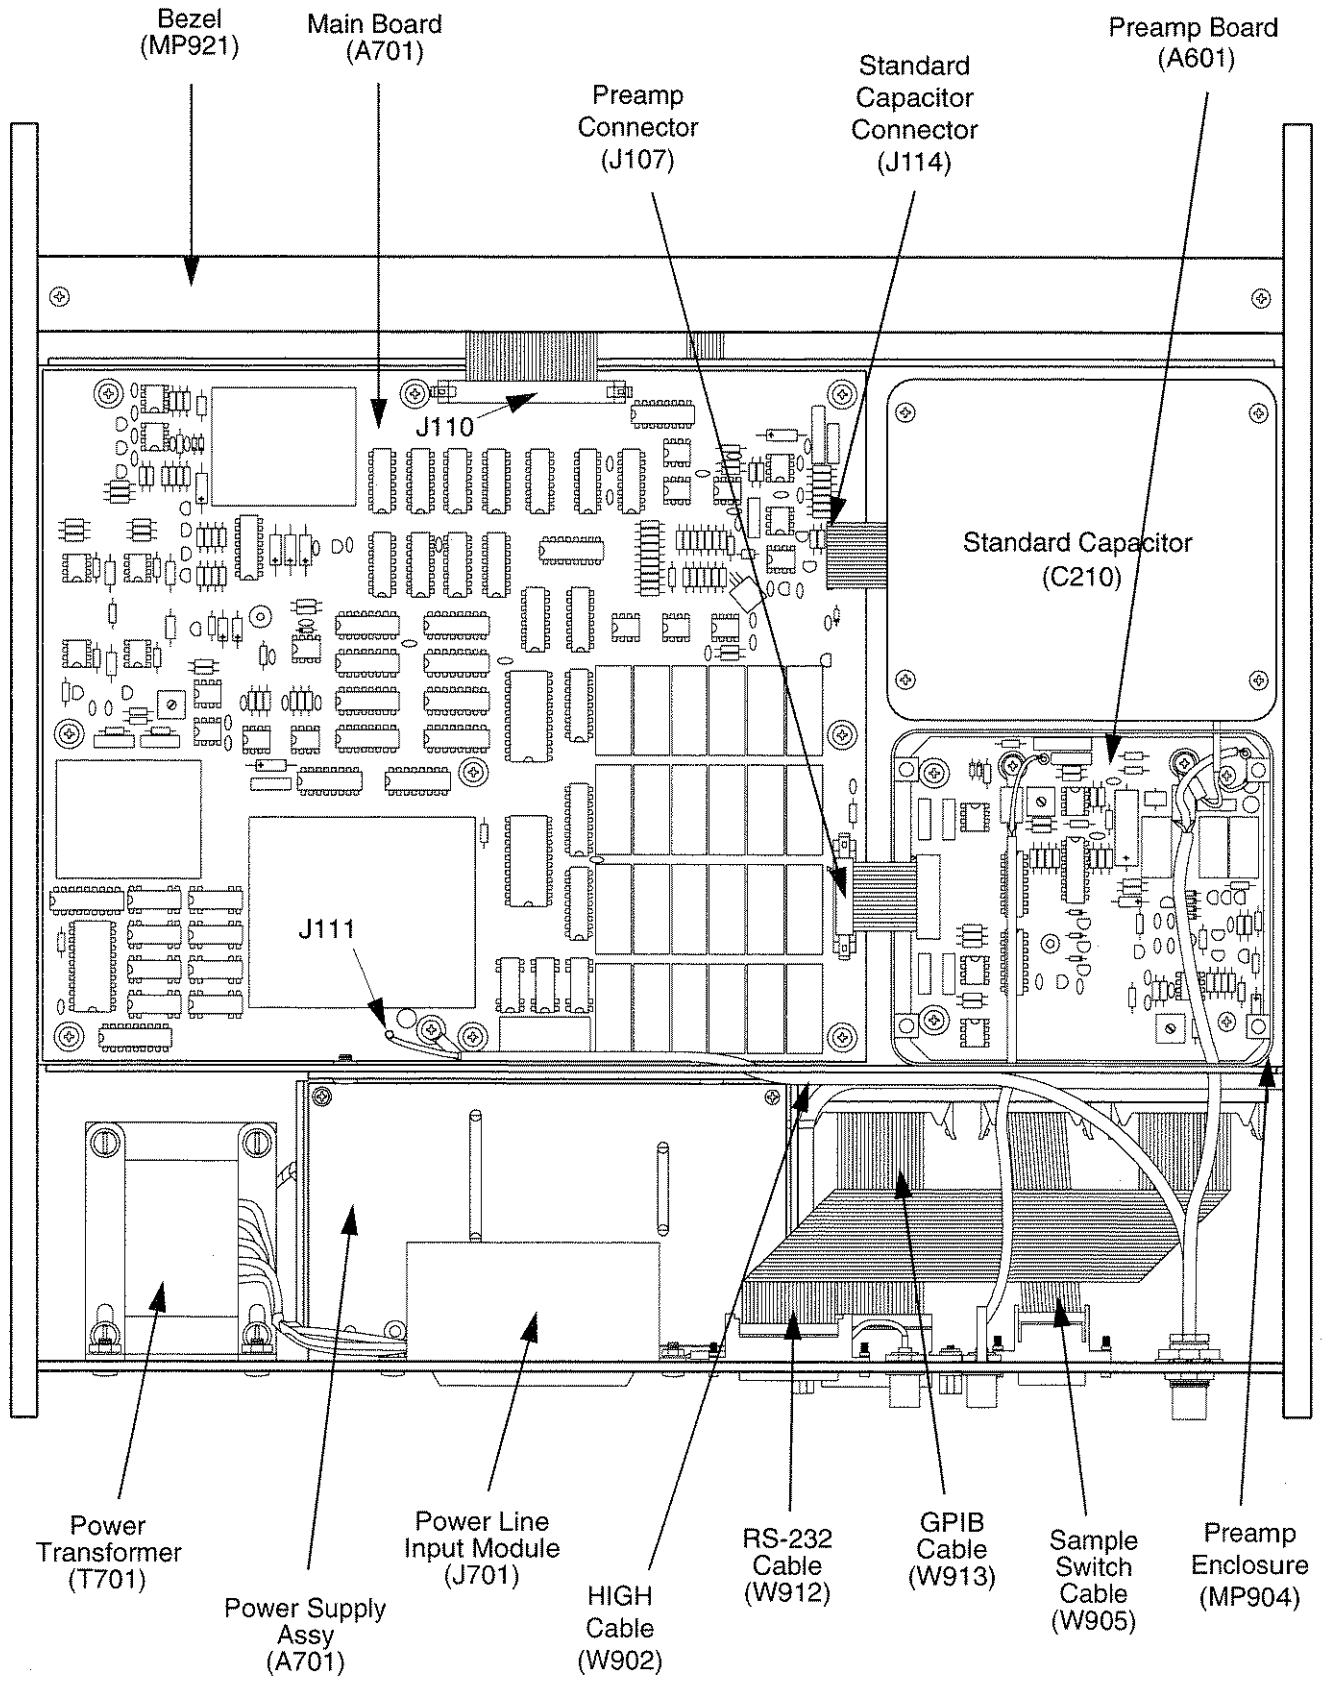 Bezel
(MP921)
Main Board
(A701)
Preamp
Connector
(J107)
Standard
Capacitor
Connector
(J114)
Preamp Board
(A601)
J110
Standard Capacitor
(C210)
J111
Power
Transformer
(T701)
Power Supply
Assy
(A701)
Power Line
Input Module
(J701)
HIGH
Cable
(W902)
RS-232
Cable
(W912)
GPIB
Cable
(W913)
Sample
Switch
Cable
(W905)
Preamp
Enclosure
(MP904)